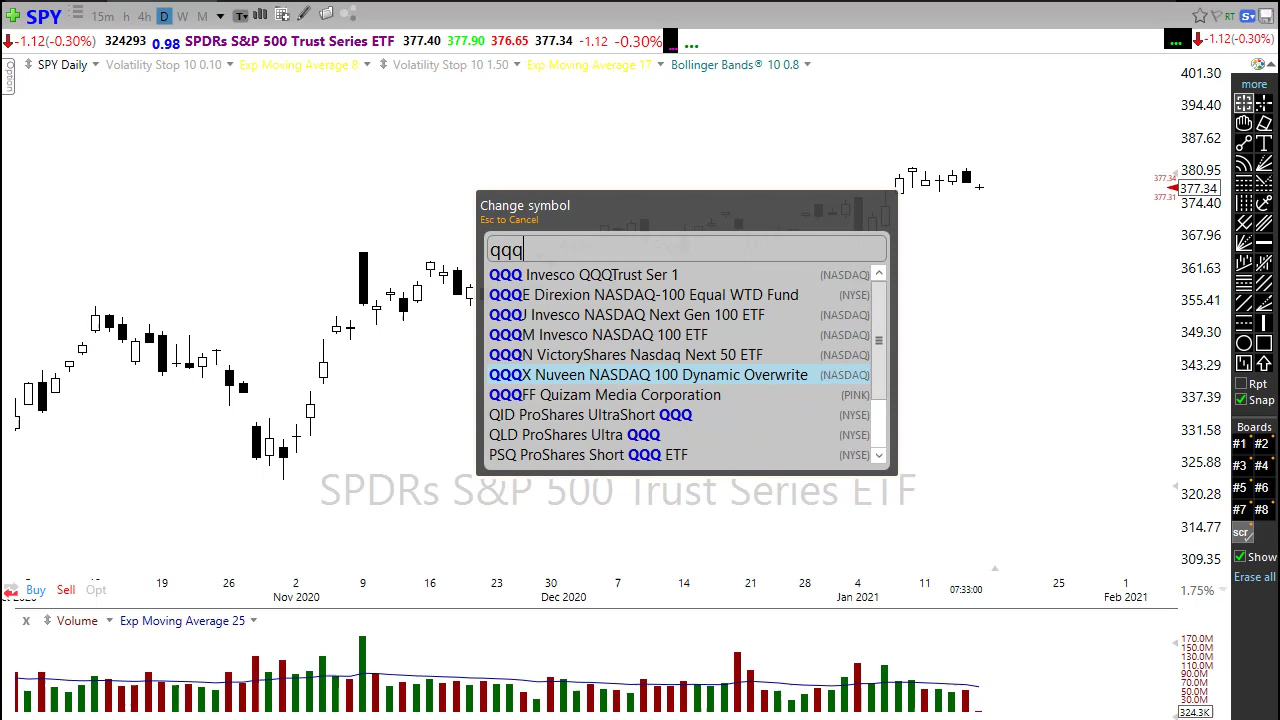 SPY 15m h 4h D W M T RT S
-1.12(-0.30%) 324293 0.98 SPDRs S&P 500 Trust Series ETF 377.40 377.90 376.65 377.34 -1.12 -0.30% ... ... ... -1.12(-0.30%)
Option
SPY Daily Volatility Stop 10 0.10 Exp Moving Average 8 Volatility Stop 10 1.50 Exp Moving Average 17 Bollinger Bands® 10 0.8
401.30
394.40
387.62
380.95
377.34
377.34
377.31
374.40
367.96
361.63
355.41
349.30
343.29
337.39
331.58
325.88
320.28
314.77
309.35
1.75%
Change symbol
Esc to Cancel
qqq
QQQ Invesco QQQTrust Ser 1 (NASDAQ)
QQQE Direxion NASDAQ-100 Equal WTD Fund (NYSE)
QQQJ Invesco NASDAQ Next Gen 100 ETF (NASDAQ)
QQQM Invesco NASDAQ 100 ETF (NASDAQ)
QQQN VictoryShares Nasdaq Next 50 ETF (NASDAQ)
QQQX Nuveen NASDAQ 100 Dynamic Overwrite (NASDAQ)
QQQFF Quizam Media Corporation (PINK)
QID ProShares UltraShort QQQ (NYSE)
QLD ProShares Ultra QQQ (NYSE)
PSQ ProShares Short QQQ ETF (NYSE)
SPDRs S&P 500 Trust Series ETF
19 26 2 9 16 23 30 7 14 21 28 4 11 07:33:00 25 1
Buy Sell Opt
Nov 2020 Dec 2020 Jan 2021 Feb 2021
x Volume Exp Moving Average 25
170.0M
150.0M
130.0M
110.0M
90.0M
70.0M
50.0M
30.0M
324.3K
more
T
Rpt
Snap
Boards
#1 #2
#3 #4
#5 #6
#7 #8
scr
Show
Erase all